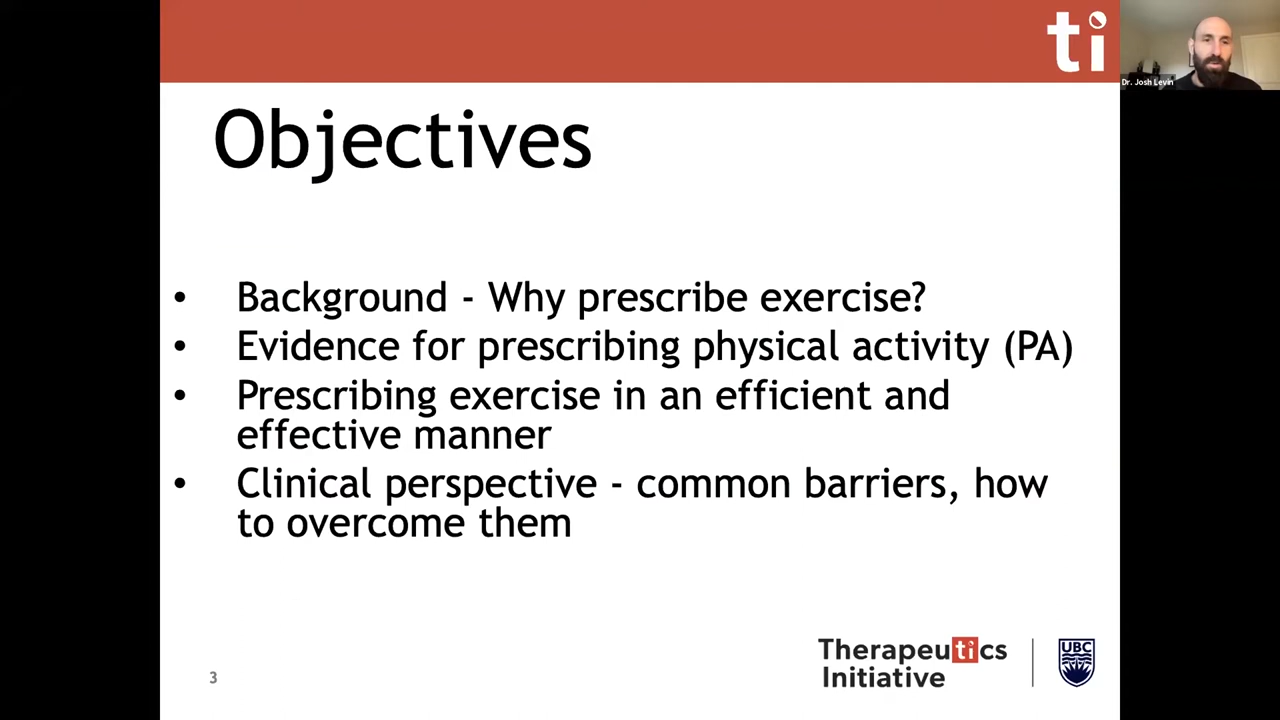 ti
Dr. Josh Levin
Objectives
• Background - Why prescribe exercise?
• Evidence for prescribing physical activity (PA)
• Prescribing exercise in an efficient and
effective manner
• Clinical perspective - common barriers, how
to overcome them
3
Therapeutics
Initiative
UBC